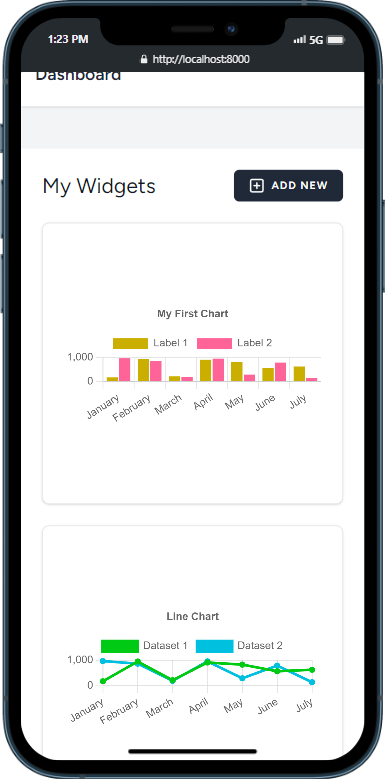 1:23 PM 5G
http://localhost:8000
Dashboard
My Widgets ADD NEW
My First Chart
Label 1 Label 2
1,000
0
January February March April May June July
Line Chart
Dataset 1 Dataset 2
1,000
0
January February March April May June July